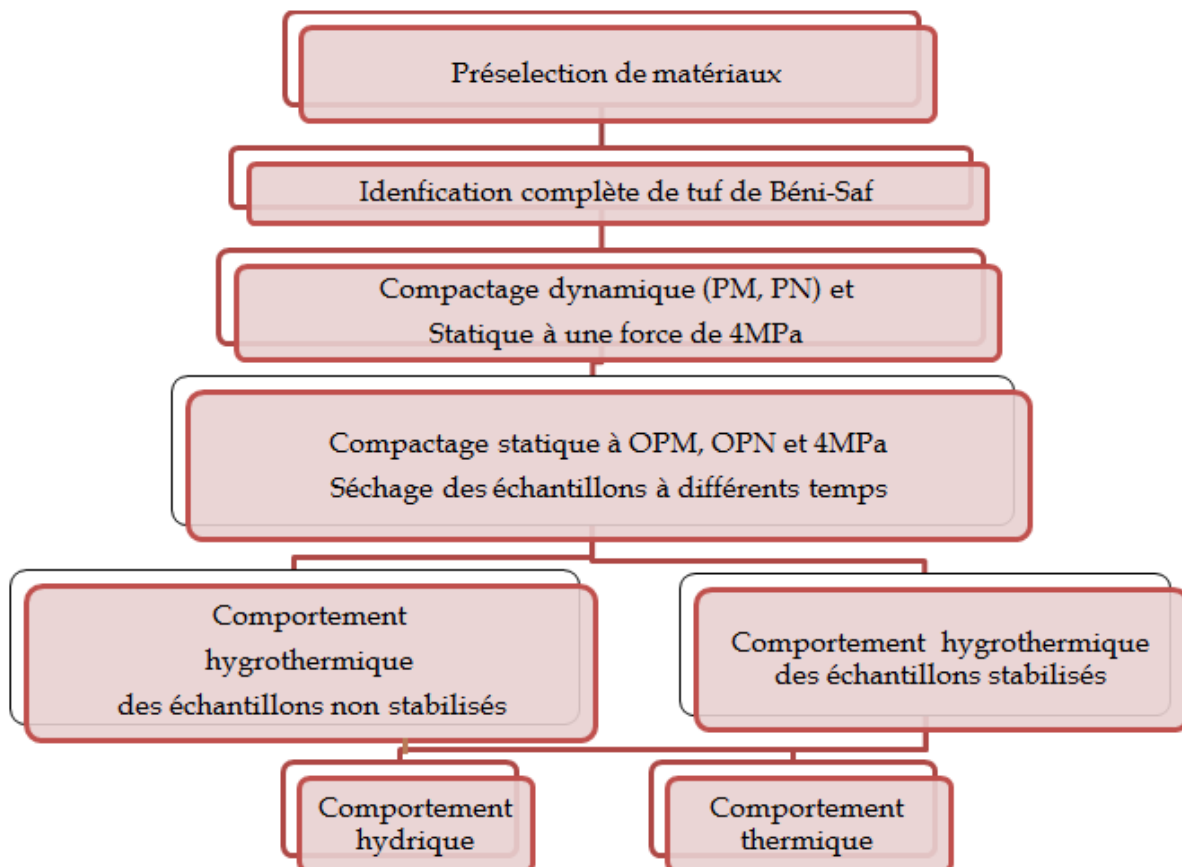 Préselection de matériaux
Idenfication complète de tuf de Béni-Saf
Compactage dynamique (PM, PN) et
Statique à une force de 4MPa
Compactage statique à OPM, OPN et 4MPa
Séchage des échantillons à différents temps
Comportement
hygrothermique
des échantillons non stabilisés
Comportement hygrothermique
des échantillons stabilisés
Comportement
hydrique
Comportement
thermique